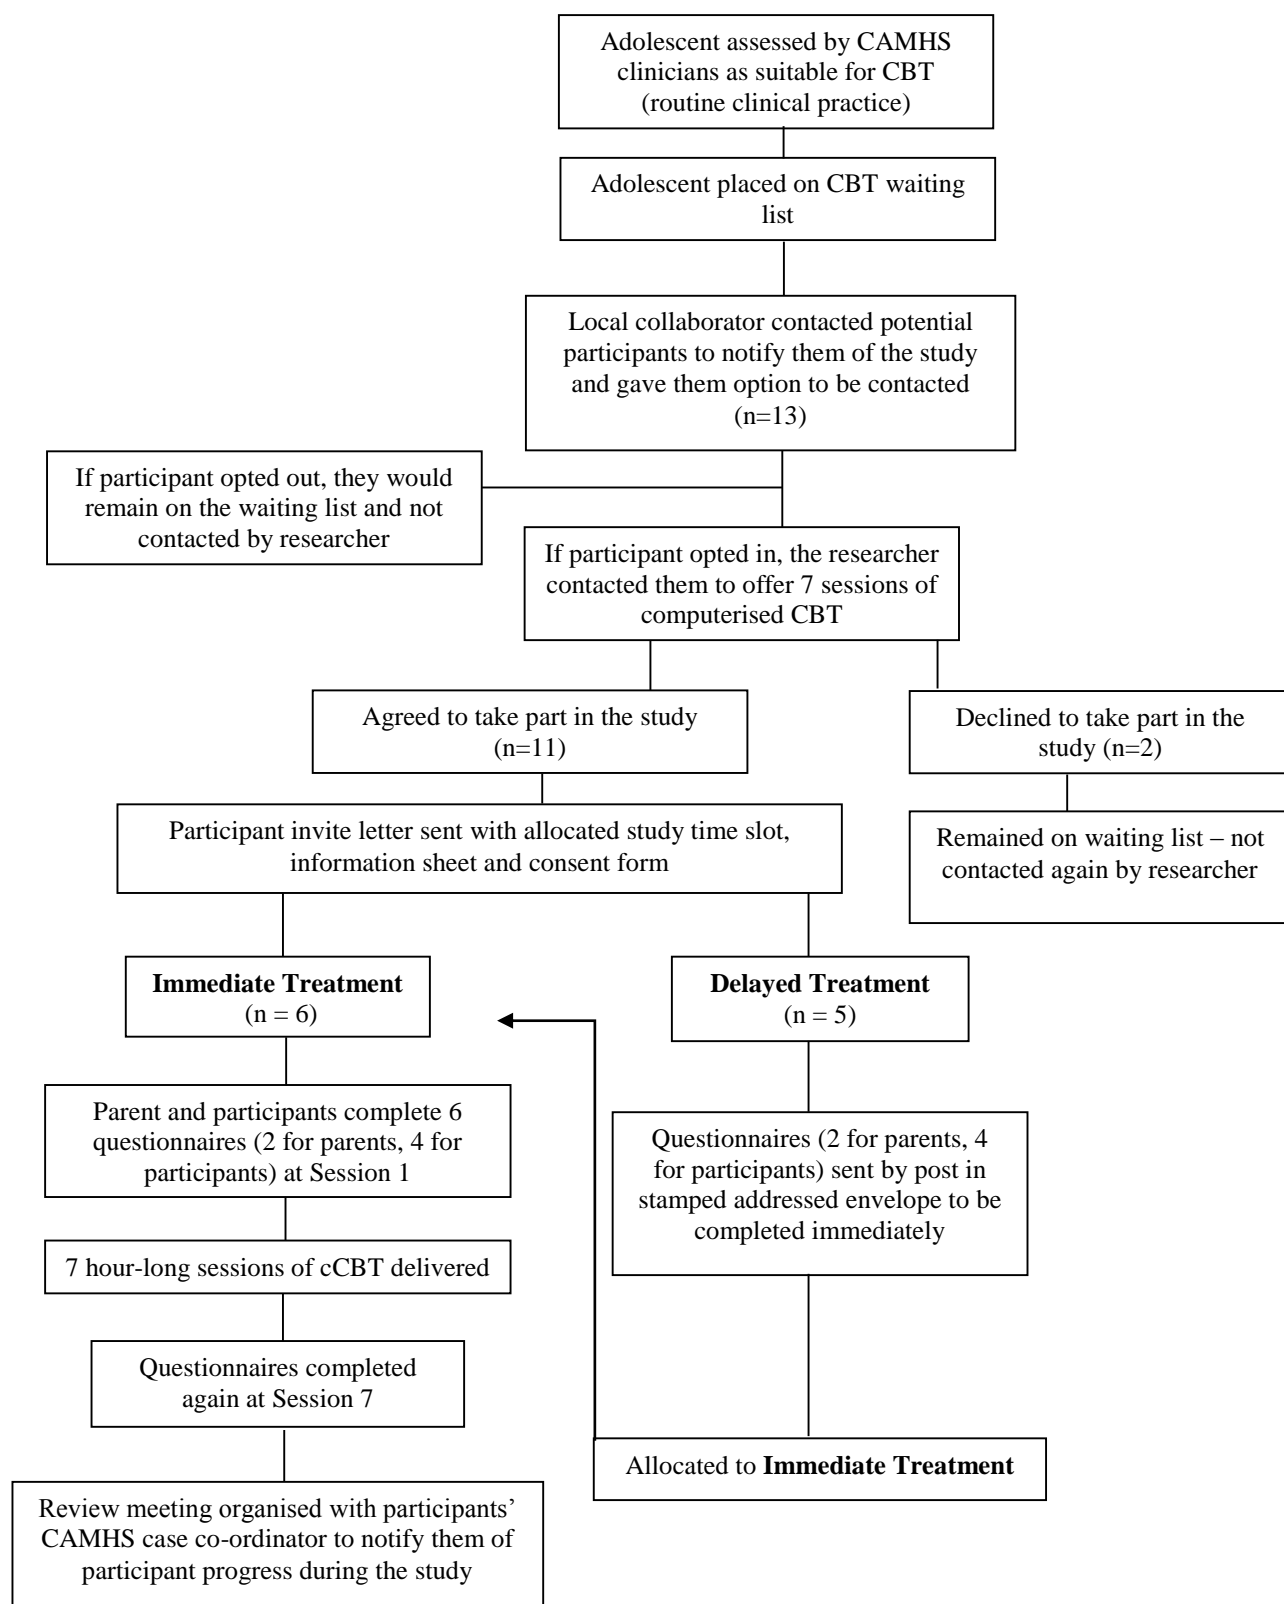 Adolescent assessed by CAMHS
clinicians as suitable for CBT
(routine clinical practice)
Adolescent placed on CBT waiting
list
Local collaborator contacted potential
participants to notify them of the study
and gave them option to be contacted
(n=13)
If participant opted out, they would
remain on the waiting list and not
contacted by researcher
If participant opted in, the researcher
contacted them to offer 7 sessions of
computerised CBT
Agreed to take part in the study
(n=11)
Declined to take part in the
study (n=2)
Participant invite letter sent with allocated study time slot,
information sheet and consent form
Remained on waiting list – not
contacted again by researcher
Immediate Treatment
(n = 6)
Delayed Treatment
(n = 5)
Parent and participants complete 6
questionnaires (2 for parents, 4 for
participants) at Session 1
Questionnaires (2 for parents, 4
for participants) sent by post in
stamped addressed envelope to be
completed immediately
7 hour-long sessions of cCBT delivered
Questionnaires completed
again at Session 7
Allocated to Immediate Treatment
Review meeting organised with participants’
CAMHS case co-ordinator to notify them of
participant progress during the study